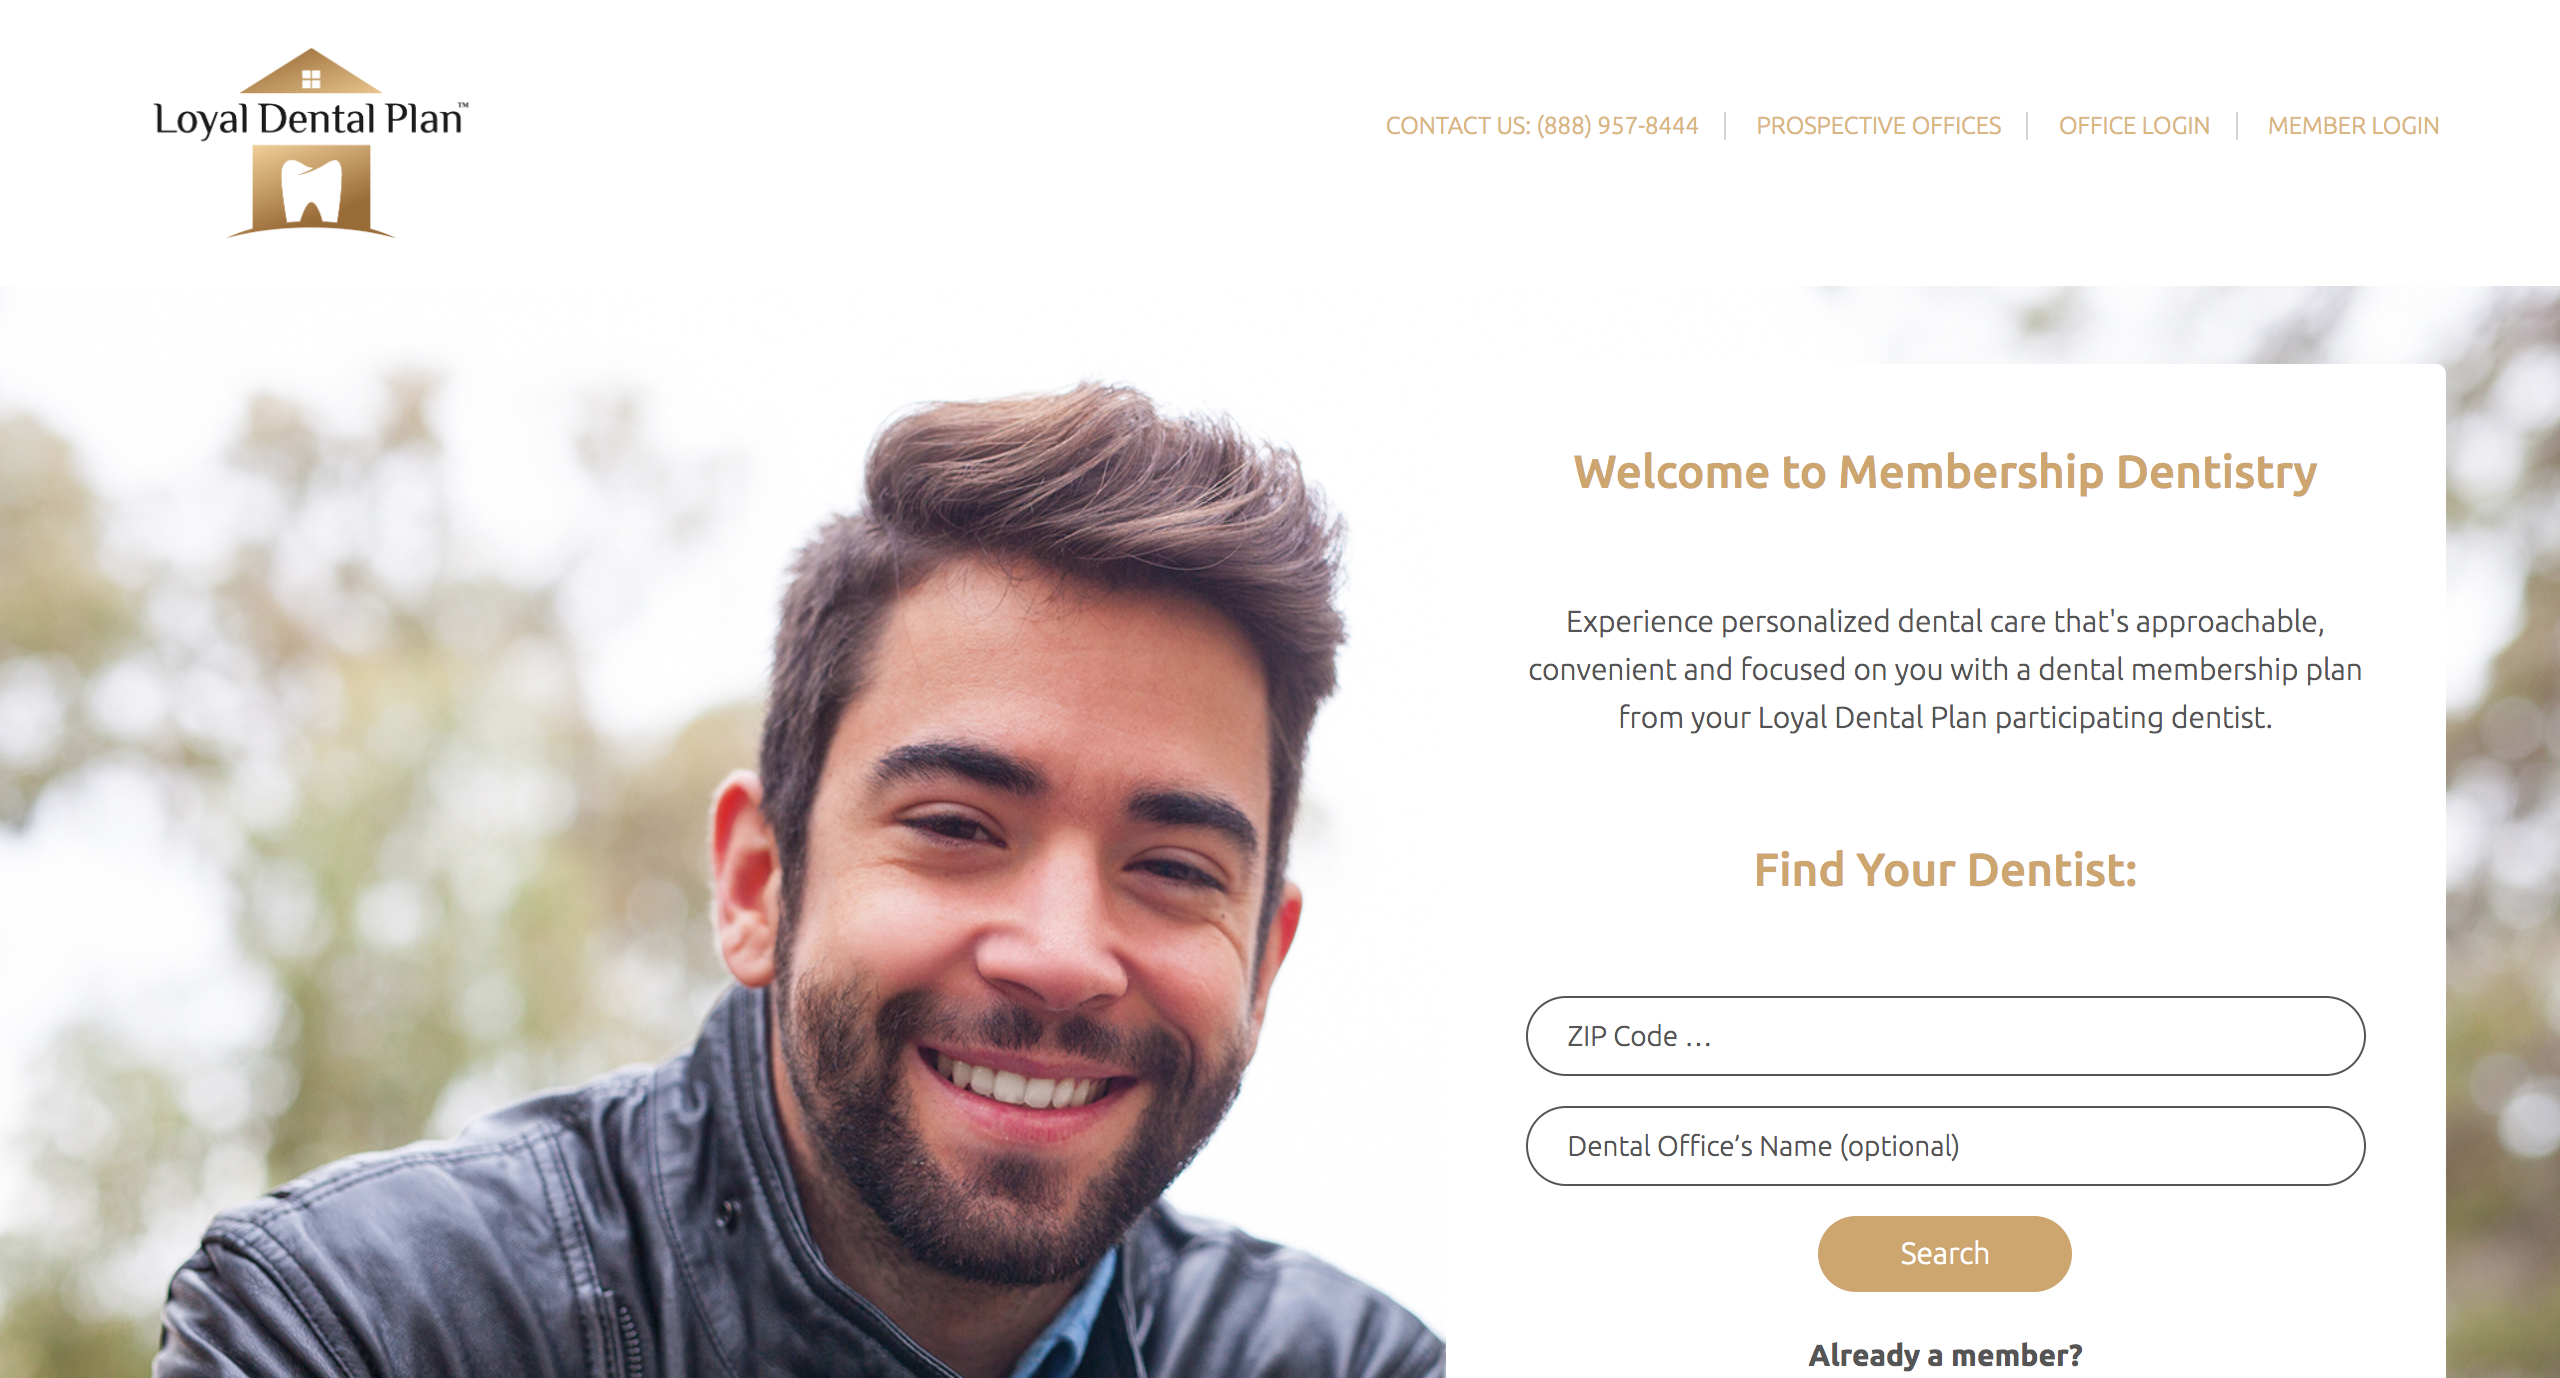 Loyal Dental Plan™
CONTACT US: (888) 957-8444
PROSPECTIVE OFFICES
OFFICE LOGIN
MEMBER LOGIN
Welcome to Membership Dentistry
Experience personalized dental care that's approachable,
convenient and focused on you with a dental membership plan
from your Loyal Dental Plan participating dentist.
Find Your Dentist:
ZIP Code ...
Dental Office’s Name (optional)
Search
Already a member?